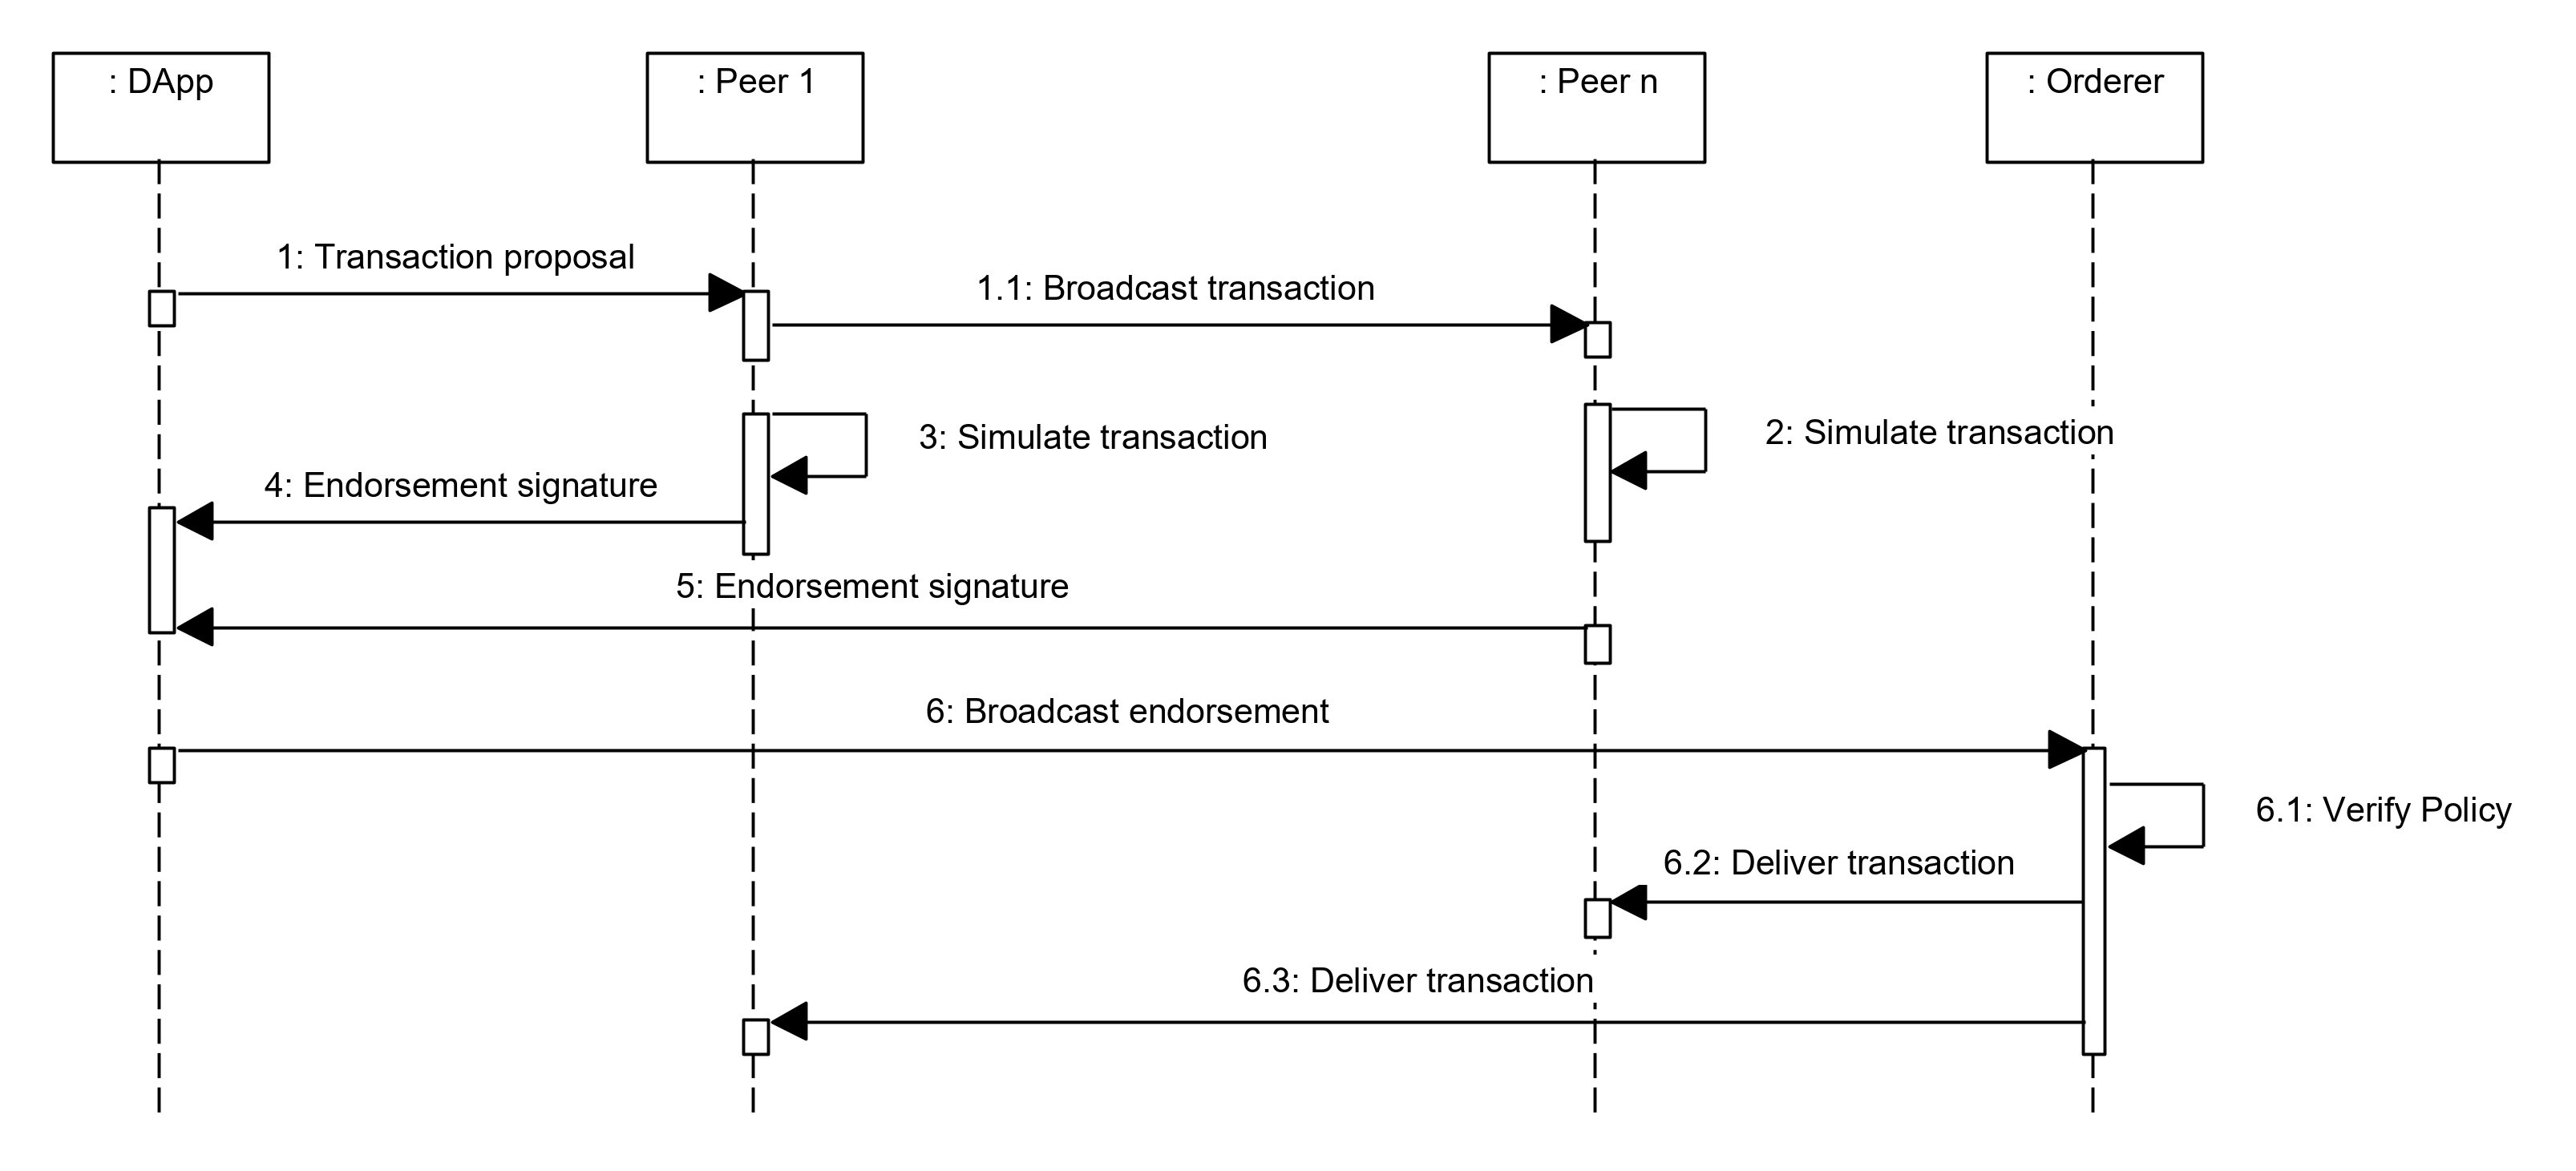 : DApp
: Peer 1
: Peer n
: Orderer
1: Transaction proposal
1.1: Broadcast transaction
2: Simulate transaction
3: Simulate transaction
4: Endorsement signature
5: Endorsement signature
6: Broadcast endorsement
6.1: Verify Policy
6.2: Deliver transaction
6.3: Deliver transaction